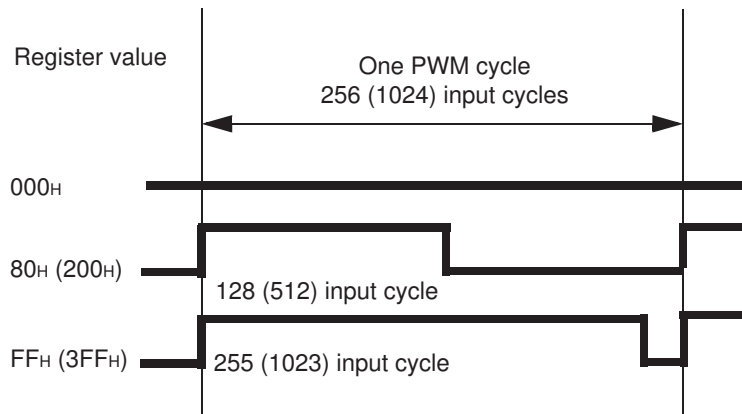 Register value
One PWM cycle
256 (1024) input cycles
000H
80H (200H)
128 (512) input cycle
FFH (3FFH)
255 (1023) input cycle